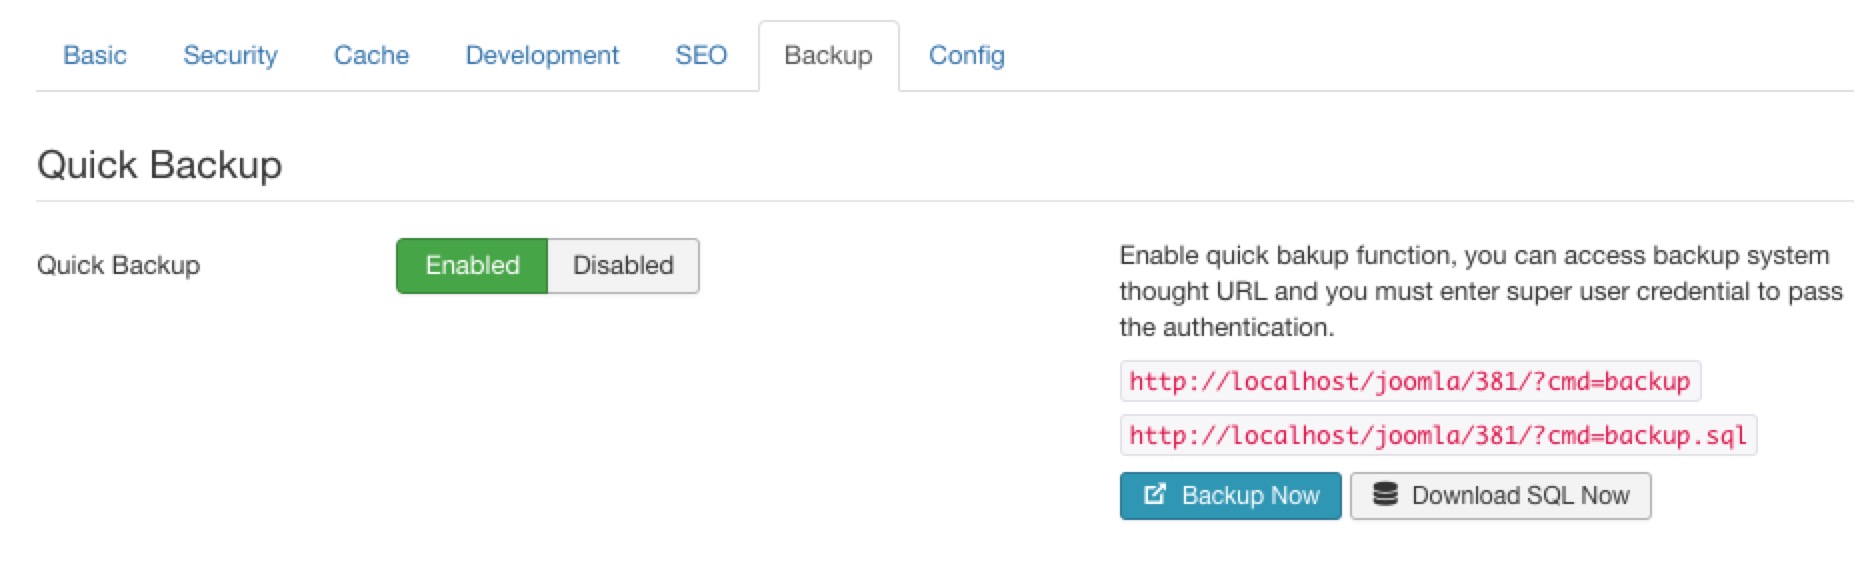 Basic Security Cache Development SEO Backup Config
Quick Backup
Quick Backup Enabled Disabled
Enable quick bakup function, you can access backup system
thought URL and you must enter super user credential to pass
the authentication.
http://localhost/joomla/381/?cmd=backup
http://localhost/joomla/381/?cmd=backup.sql
Backup Now Download SQL Now